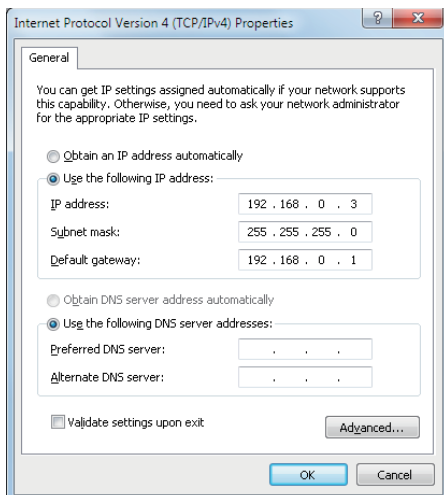 Internet Protocol Version 4 (TCP/IPv4) Properties
?
X
General
You can get IP settings assigned automatically if your network supports
this capability. Otherwise, you need to ask your network administrator
for the appropriate IP settings.
Obtain an IP address automatically
Use the following IP address:
IP address: 192 . 168 . 0 . 3
Subnet mask: 255 . 255 . 255 . 0
Default gateway: 192 . 168 . 0 . 1
Obtain DNS server address automatically
Use the following DNS server addresses:
Preferred DNS server: . . .
Alternate DNS server: . . .
Validate settings upon exit
Advanced...
OK Cancel